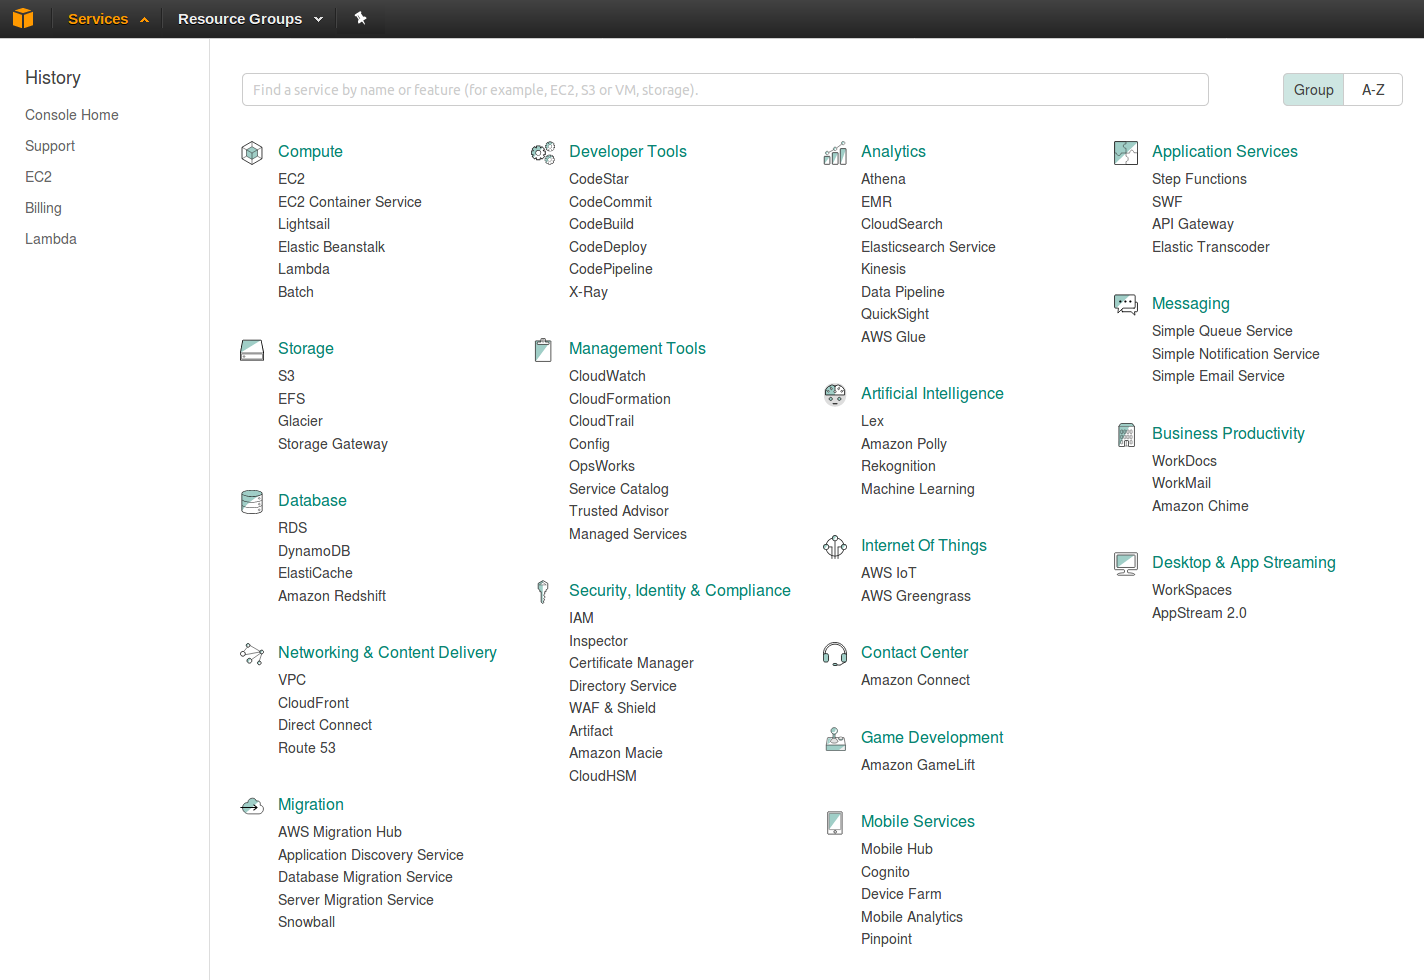 Services
Resource Groups
History
Console Home
Support
EC2
Billing
Lambda
Find a service by name or feature (for example, EC2, S3 or VM, storage).
Group
A-Z
Compute
EC2
EC2 Container Service
Lightsail
Elastic Beanstalk
Lambda
Batch
Storage
S3
EFS
Glacier
Storage Gateway
Database
RDS
DynamoDB
ElastiCache
Amazon Redshift
Networking & Content Delivery
VPC
CloudFront
Direct Connect
Route 53
Migration
AWS Migration Hub
Application Discovery Service
Database Migration Service
Server Migration Service
Snowball
Developer Tools
CodeStar
CodeCommit
CodeBuild
CodeDeploy
CodePipeline
X-Ray
Management Tools
CloudWatch
CloudFormation
CloudTrail
Config
OpsWorks
Service Catalog
Trusted Advisor
Managed Services
Security, Identity & Compliance
IAM
Inspector
Certificate Manager
Directory Service
WAF & Shield
Artifact
Amazon Macie
CloudHSM
Analytics
Athena
EMR
CloudSearch
Elasticsearch Service
Kinesis
Data Pipeline
QuickSight
AWS Glue
Artificial Intelligence
Lex
Amazon Polly
Rekognition
Machine Learning
Internet Of Things
AWS IoT
AWS Greengrass
Contact Center
Amazon Connect
Game Development
Amazon GameLift
Mobile Services
Mobile Hub
Cognito
Device Farm
Mobile Analytics
Pinpoint
Application Services
Step Functions
SWF
API Gateway
Elastic Transcoder
Messaging
Simple Queue Service
Simple Notification Service
Simple Email Service
Business Productivity
WorkDocs
WorkMail
Amazon Chime
Desktop & App Streaming
WorkSpaces
AppStream 2.0